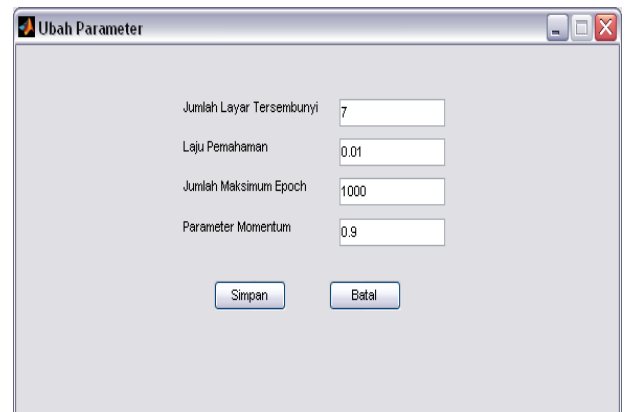 Ubah Parameter
Jumlah Layar Tersembunyi 7
Laju Pemahaman 0.01
Jumlah Maksimum Epoch 1000
Parameter Momentum 0.9
Simpan Batal